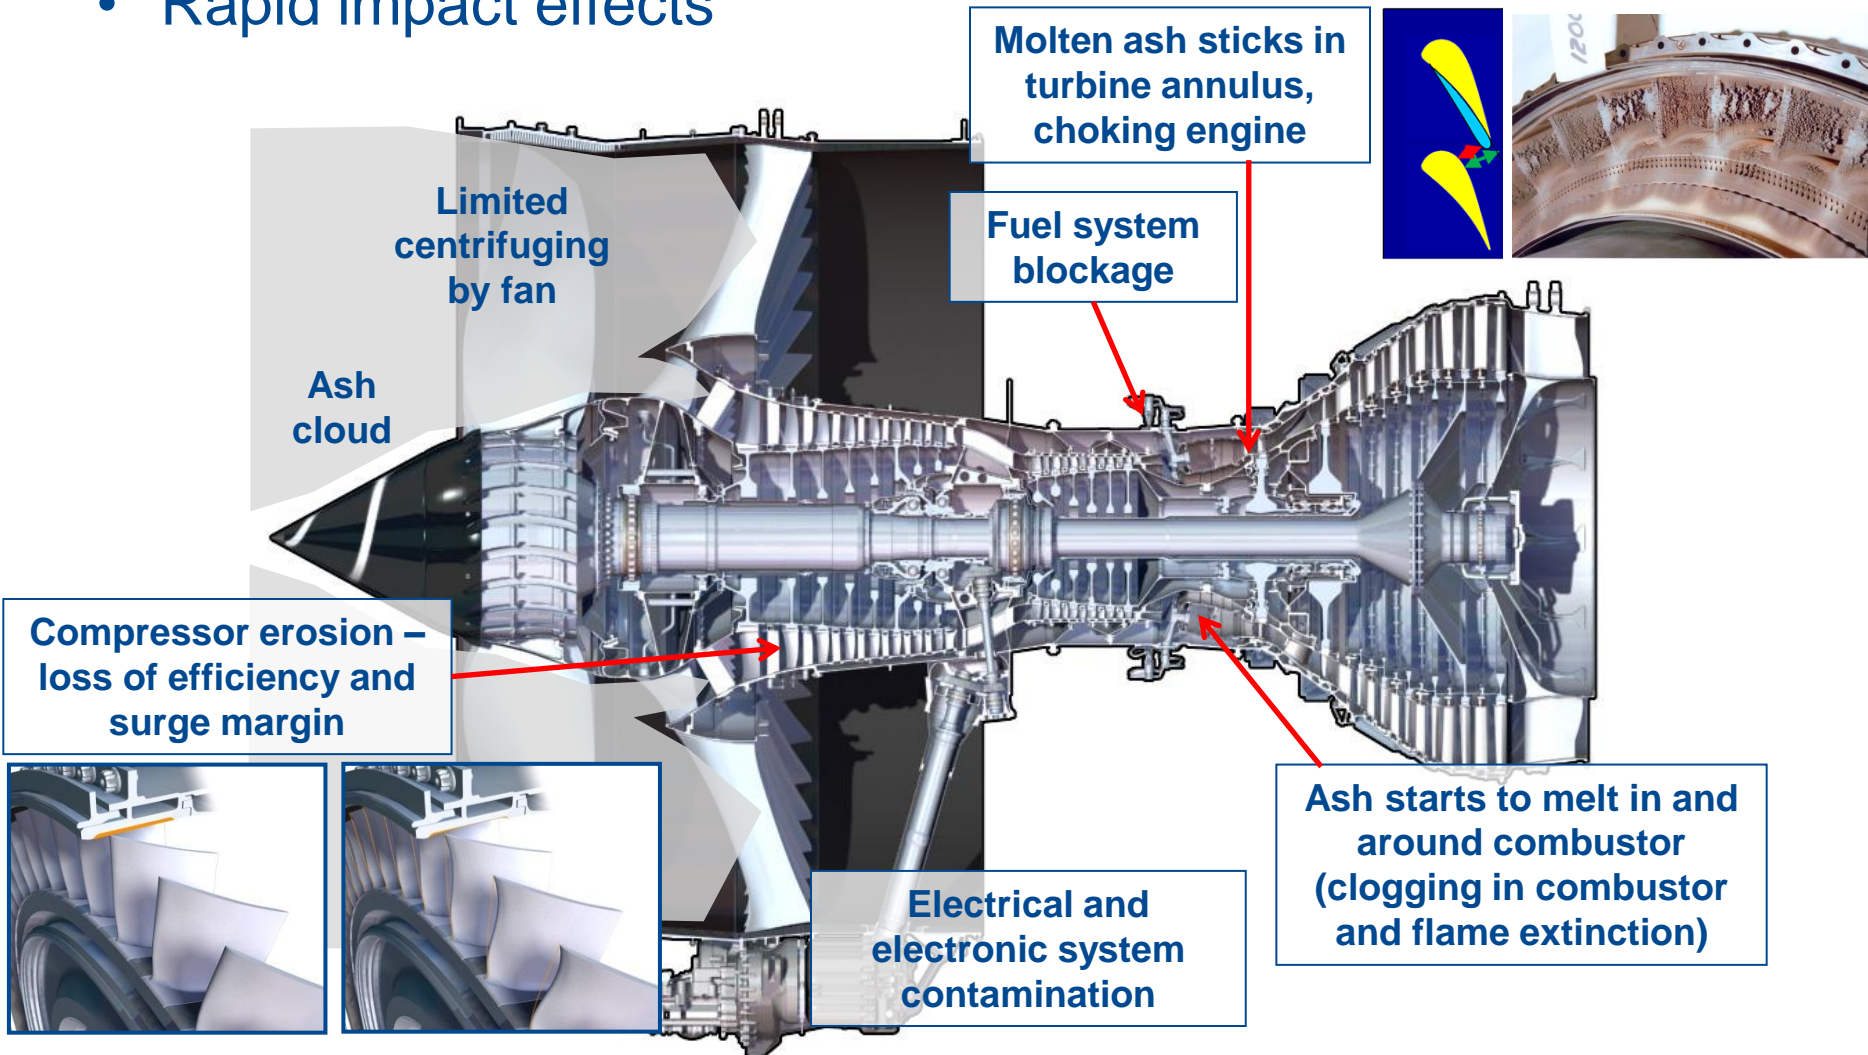 • Rapid impact effects
Molten ash sticks in
turbine annulus,
choking engine
1200
Limited
centrifuging
by fan
Fuel system
blockage
Ash
cloud
Compressor erosion –
loss of efficiency and
surge margin
Ash starts to melt in and
around combustor
(clogging in combustor
and flame extinction)
Electrical and
electronic system
contamination